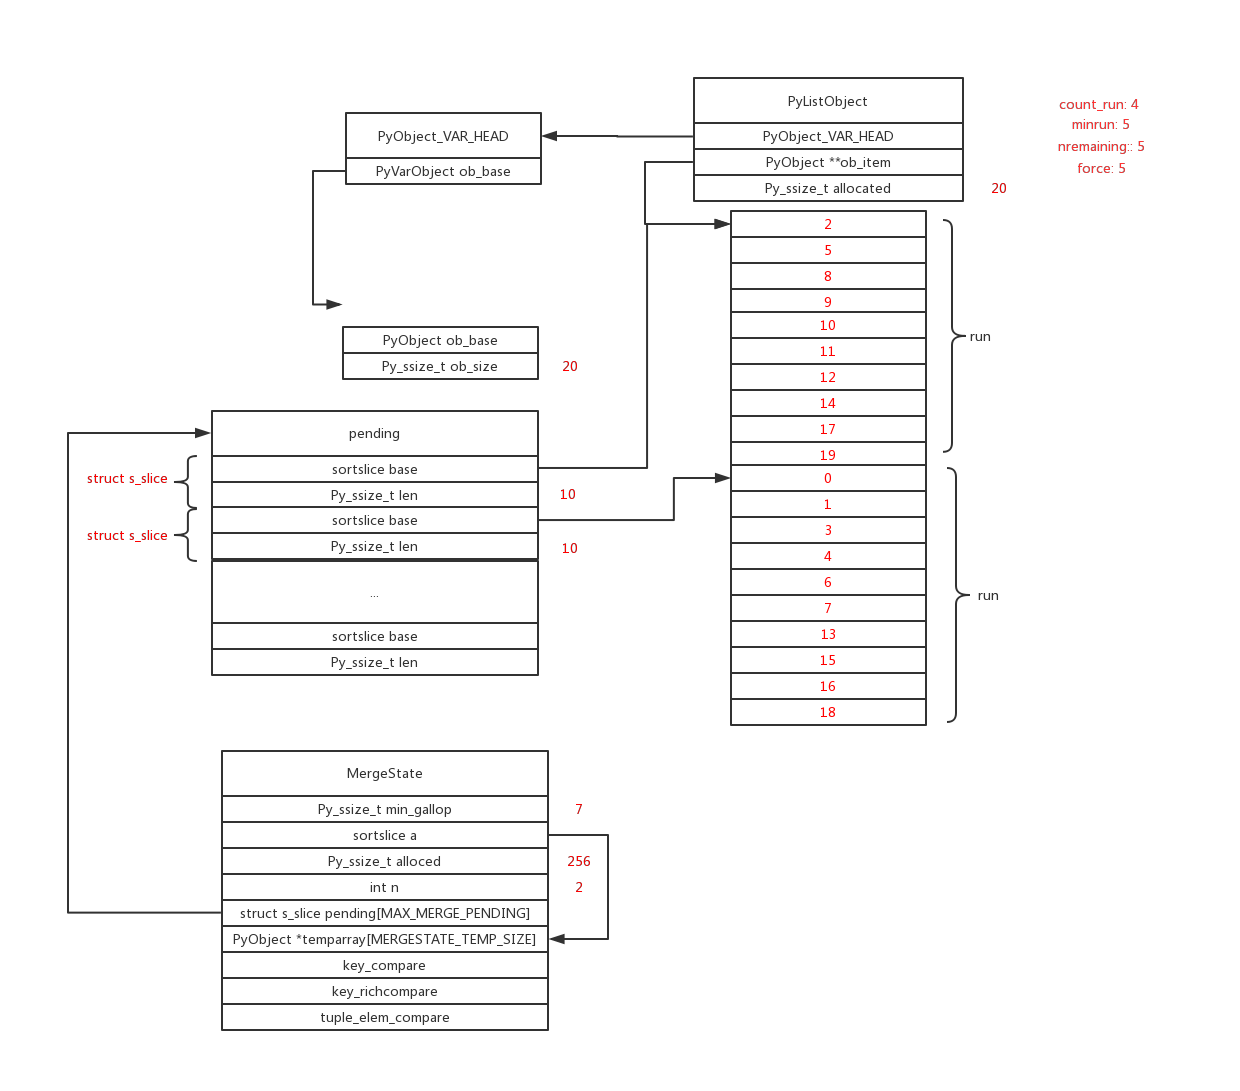 PyListObject
count_run: 4
minrun: 5
nremaining:: 5
force: 5
PyObject_VAR_HEAD
PyObject_VAR_HEAD
PyObject **ob_item
PyVarObject ob_base
Py_ssize_t allocated
20
2
5
8
9
10
11
12
14
17
19
run
PyObject ob_base
Py_ssize_t ob_size
20
pending
sortslice base
Py_ssize_t len
10
struct s_slice
sortslice base
Py_ssize_t len
10
struct s_slice
...
sortslice base
Py_ssize_t len
0
1
3
4
6
7
13
15
16
18
run
MergeState
Py_ssize_t min_gallop
7
sortslice a
Py_ssize_t alloced
256
int n
2
struct s_slice pending[MAX_MERGE_PENDING]
PyObject *temparray[MERGESTATE_TEMP_SIZE]
key_compare
key_richcompare
tuple_elem_compare